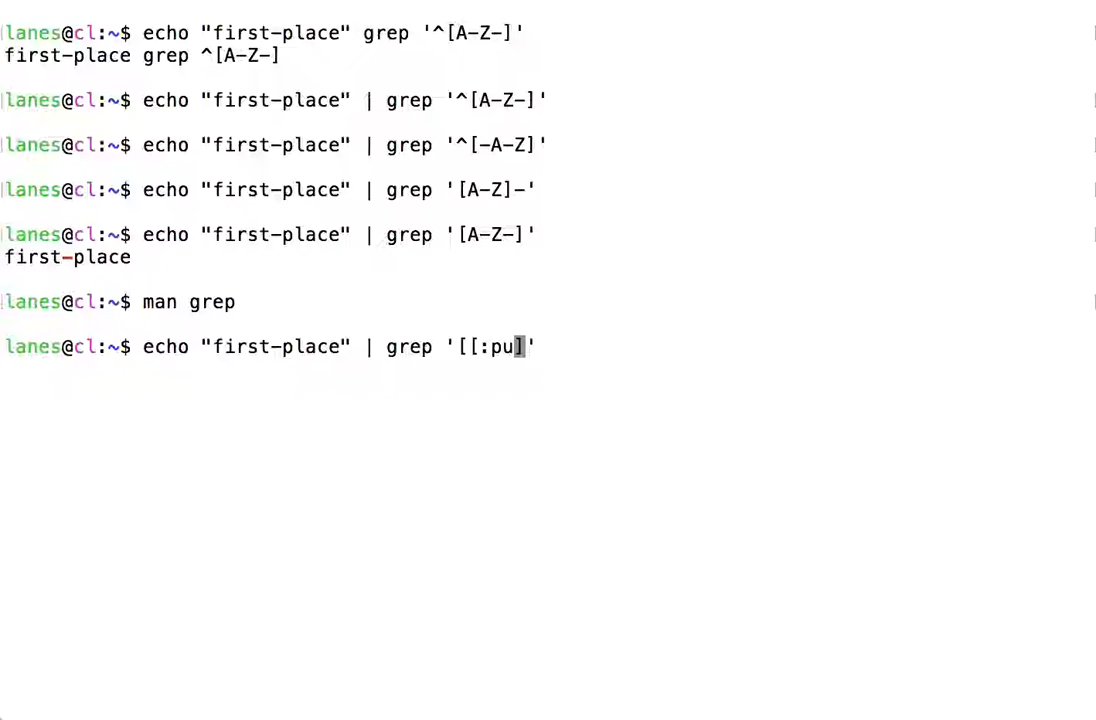 lanes@cl:~$ echo "first-place" grep '^[A-Z-]'
first-place grep ^[A-Z-]
lanes@cl:~$ echo "first-place" | grep '^[A-Z-]'
lanes@cl:~$ echo "first-place" | grep '^[-A-Z]'
lanes@cl:~$ echo "first-place" | grep '[A-Z]-'
lanes@cl:~$ echo "first-place" | grep '[A-Z-]'
first-place
lanes@cl:~$ man grep
lanes@cl:~$ echo "first-place" | grep '[[:pu]'